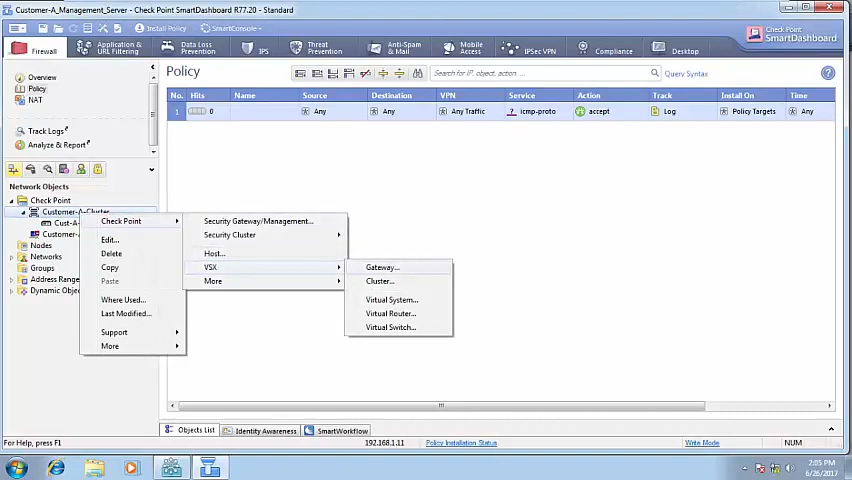 Customer-A_Management_Server - Check Point SmartDashboard R77.20 - Standard
Install Policy
SmartConsole
Check Point
SmartDashboard
Firewall
Application &
URL Filtering
Data Loss
Prevention
IPS
Threat
Prevention
Anti-Spam
& Mail
Mobile
Access
IPSec VPN
Compliance
Desktop
Overview
Policy
NAT
Track Logs
Analyze & Report
Policy
Search for IP, object, action, ...
Query Syntax
No. Hits Name Source Destination VPN Service Action Track Install On Time
1 0 Any Any Any Traffic icmp-proto accept Log Policy Targets Any
Network Objects
Check Point
Customer-A-Cluster
Cust-A-
Customer-
Nodes
Networks
Groups
Address Range
Dynamic Obje
Check Point
Edit...
Delete
Copy
Paste
Where Used...
Last Modified...
Support
More
Security Gateway/Management...
Security Cluster
Host...
VSX
More
Gateway...
Cluster...
Virtual System...
Virtual Router...
Virtual Switch...
Objects List
Identity Awareness
SmartWorkflow
For Help, press F1
192.168.1.11
Policy Installation Status
Write Mode
NUM
2:05 PM
6/26/2017